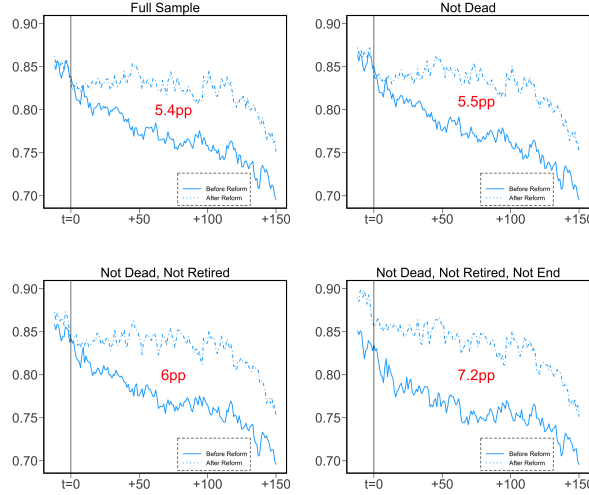 Full Sample
Not Dead
0.90
0.85
0.80
0.75
0.70
5.4pp
Before Reform
After Reform
t=0 +50 +100 +150
0.90
0.85
0.80
0.75
0.70
5.5pp
Before Reform
After Reform
t=0 +50 +100 +150
Not Dead, Not Retired
Not Dead, Not Retired, Not End
0.90
0.85
0.80
0.75
0.70
6pp
Before Reform
After Reform
t=0 +50 +100 +150
0.90
0.85
0.80
0.75
0.70
7.2pp
Before Reform
After Reform
t=0 +50 +100 +150